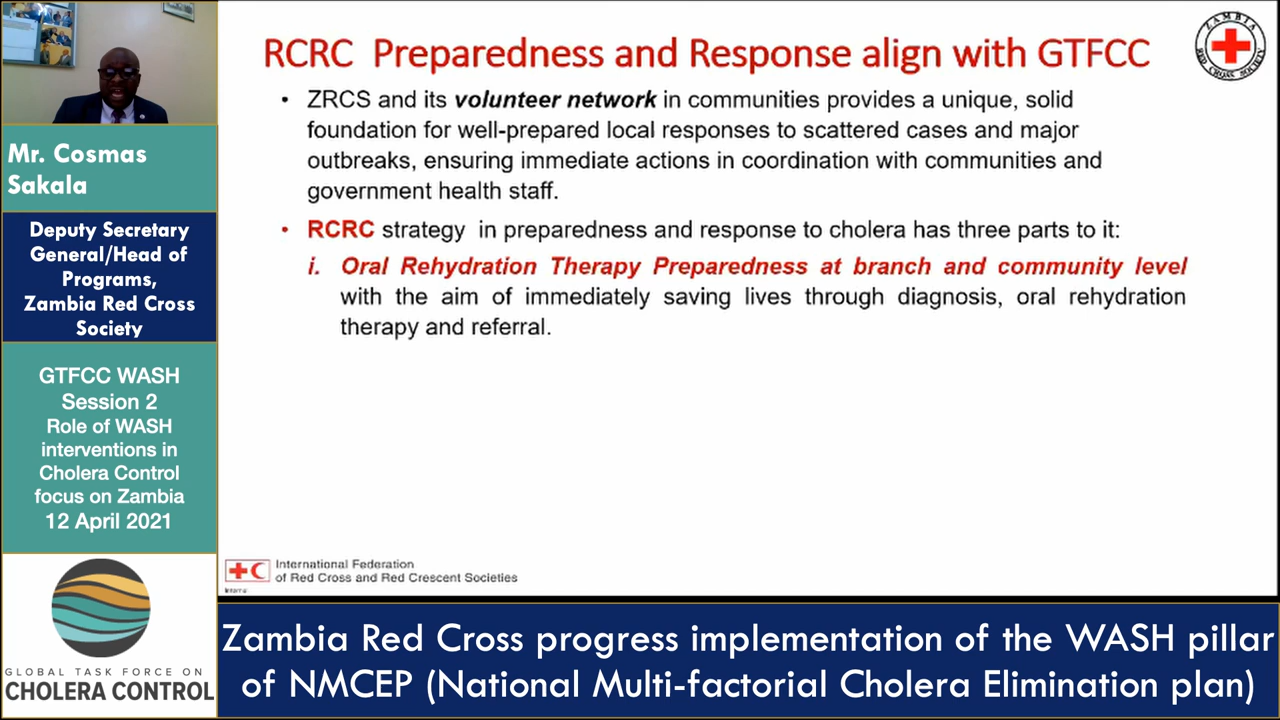 Mr. Cosmas
Sakala
Deputy Secretary
General/Head of
Programs,
Zambia Red Cross
Society
GTFCC WASH
Session 2
Role of WASH
interventions in
Cholera Control
focus on Zambia
12 April 2021
GLOBAL TASK FORCE ON
CHOLERA CONTROL
RCRC Preparedness and Response align with GTFCC
ZAMBIA
RED CROSS SOCIETY
• ZRCS and its volunteer network in communities provides a unique, solid
foundation for well-prepared local responses to scattered cases and major
outbreaks, ensuring immediate actions in coordination with communities and
government health staff.
• RCRC strategy in preparedness and response to cholera has three parts to it:
i. Oral Rehydration Therapy Preparedness at branch and community level
with the aim of immediately saving lives through diagnosis, oral rehydration
therapy and referral.
International Federation
of Red Cross and Red Crescent Societies
Zambia Red Cross progress implementation of the WASH pillar
of NMCEP (National Multi-factorial Cholera Elimination plan)